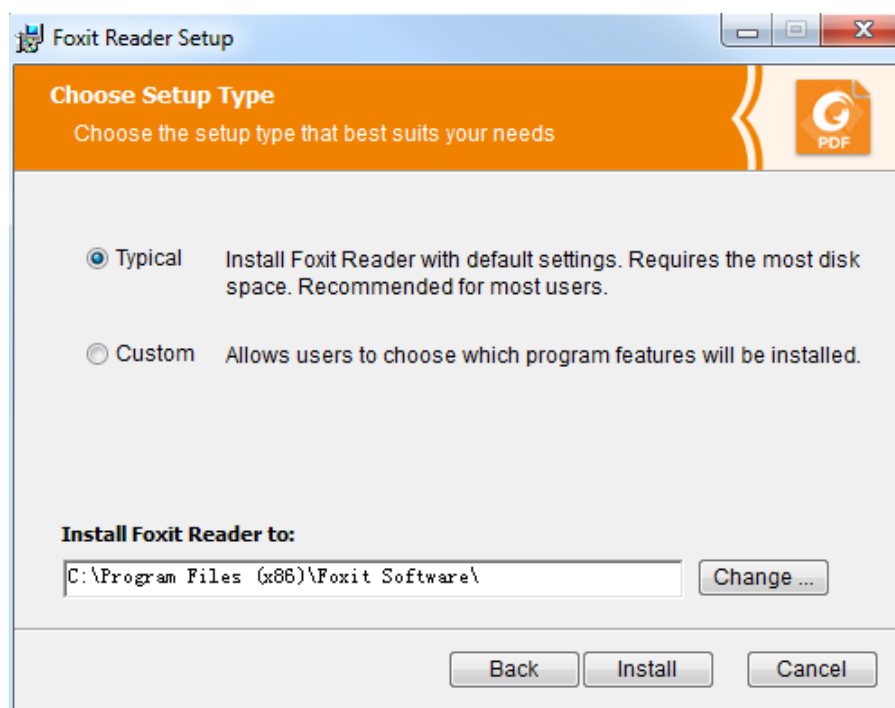 Foxit Reader Setup
Choose Setup Type
Choose the setup type that best suits your needs
PDF
Typical Install Foxit Reader with default settings. Requires the most disk
space. Recommended for most users.
Custom Allows users to choose which program features will be installed.
Install Foxit Reader to:
C:\Program Files (x86)\Foxit Software\
Change ...
Back Install Cancel